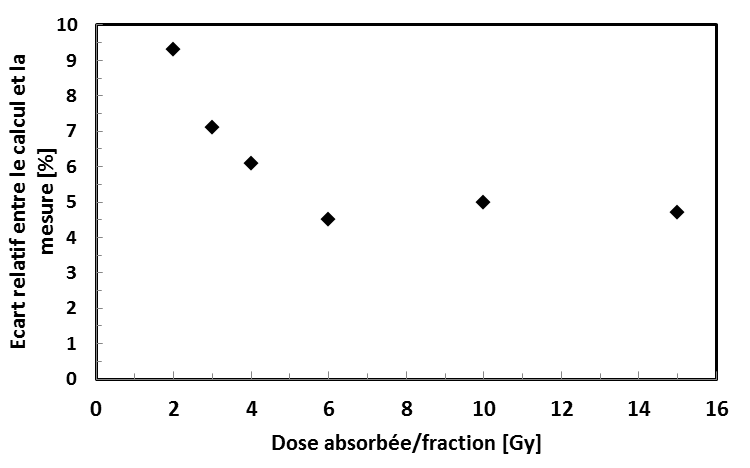 Ecart relatif entre le calcul et la
mesure [%]
10
9
8
7
6
5
4
3
2
1
0
0 2 4 6 8 10 12 14 16
Dose absorbée/fraction [Gy]